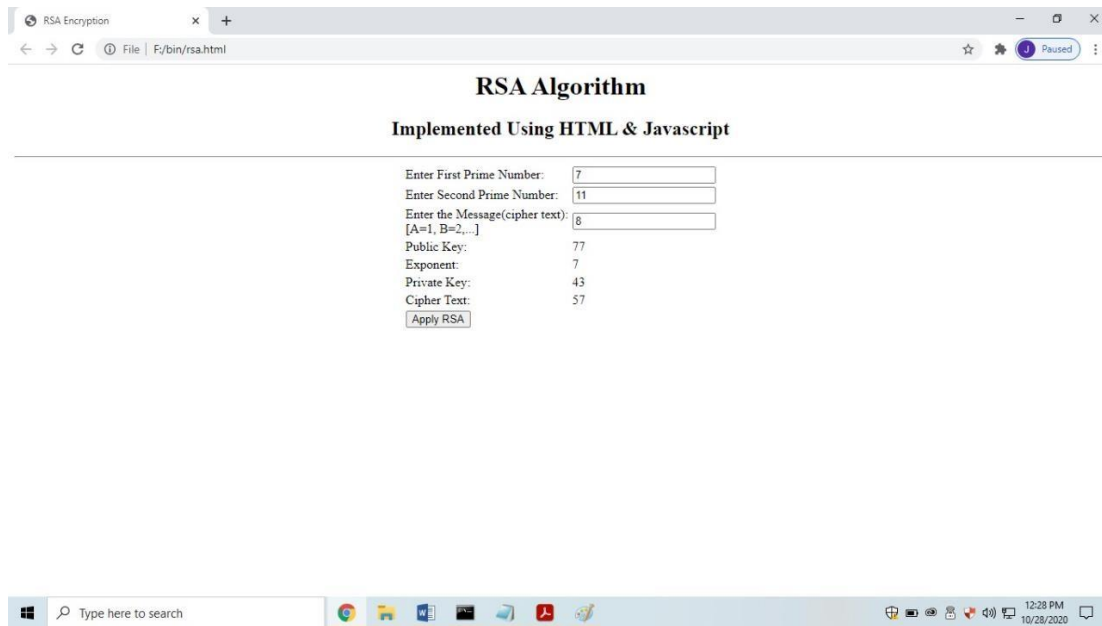 RSA Encryption
File | F:/bin/rsa.html
J Paused
RSA Algorithm
Implemented Using HTML & Javascript
Enter First Prime Number: 7
Enter Second Prime Number: 11
Enter the Message(cipher text): 8
[A=1, B=2,...]
Public Key: 77
Exponent: 7
Private Key: 43
Cipher Text: 57
Apply RSA
Type here to search
12:28 PM
10/28/2020